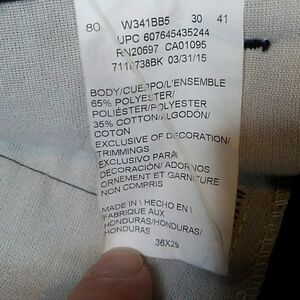 80 W341BB5 30 41
UPC 607645435244
RN20697 CA01095
7111738BK 03/31/15
BODY/CUERPO/L'ENSEMBLE
65% POLYESTER/
POLIÉSTER/POLYESTER
35% COTTON/ALGODÓN/
COTON
EXCLUSIVE OF DECORATION/
TRIMMINGS
EXCLUSIVO PARA
DECORACIÓN/ ADORNOS
ORNEMENT ET GARNITURE
NON COMPRIS
MADE IN \ HECHO EN \
FABRIQUE AUX
HONDURAS/HONDURAS/
HONDURAS
36X29